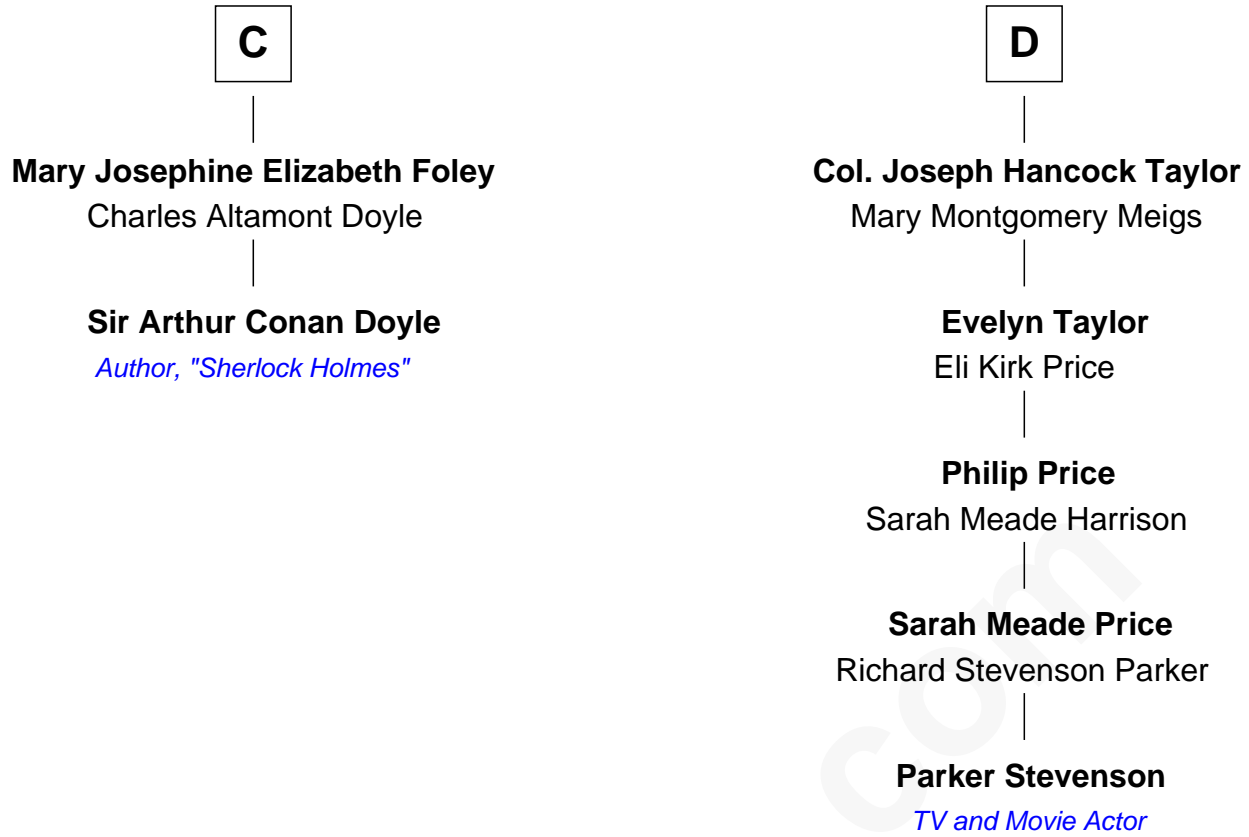 C
Mary Josephine Elizabeth Foley
Charles Altamont Doyle
Sir Arthur Conan Doyle
Author, "Sherlock Holmes"
D
Col. Joseph Hancock Taylor
Mary Montgomery Meigs
Evelyn Taylor
Eli Kirk Price
Philip Price
Sarah Meade Harrison
Sarah Meade Price
Richard Stevenson Parker
Parker Stevenson
TV and Movie Actor
com